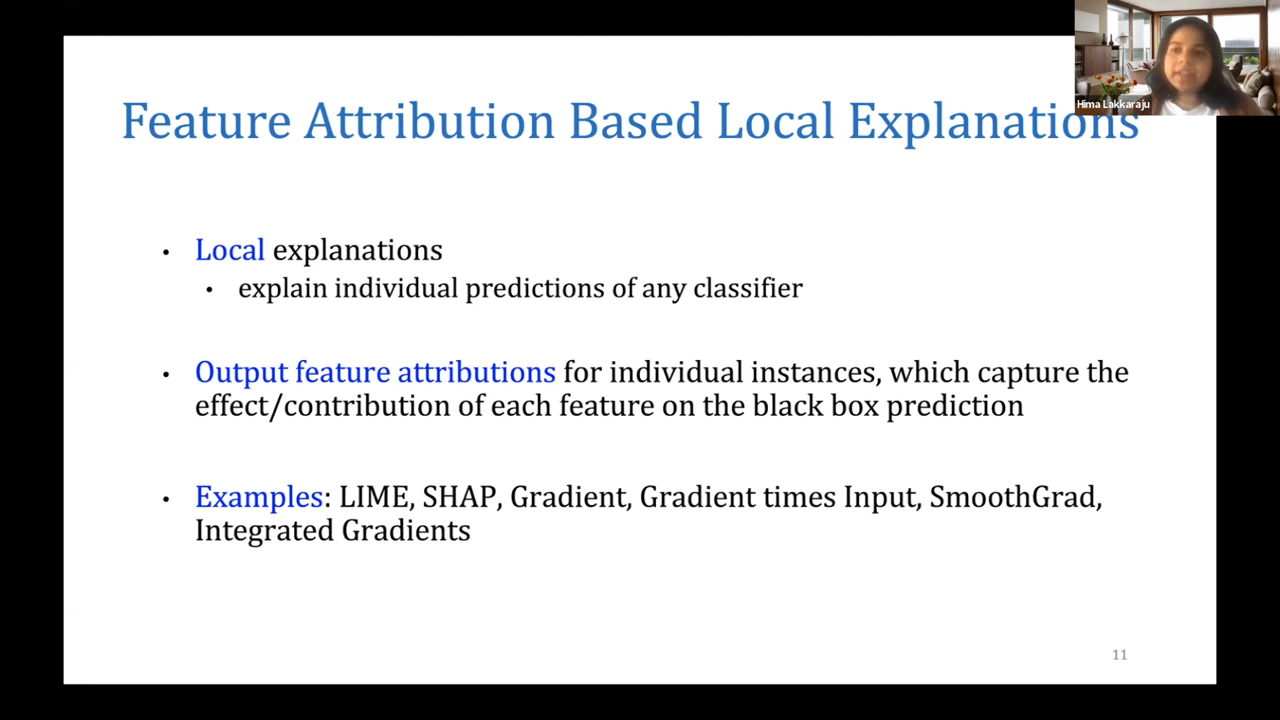 Hima Lakkaraju
Feature Attribution Based Local Explanations
• Local explanations
• explain individual predictions of any classifier
• Output feature attributions for individual instances, which capture the
effect/contribution of each feature on the black box prediction
• Examples: LIME, SHAP, Gradient, Gradient times Input, SmoothGrad,
Integrated Gradients
11